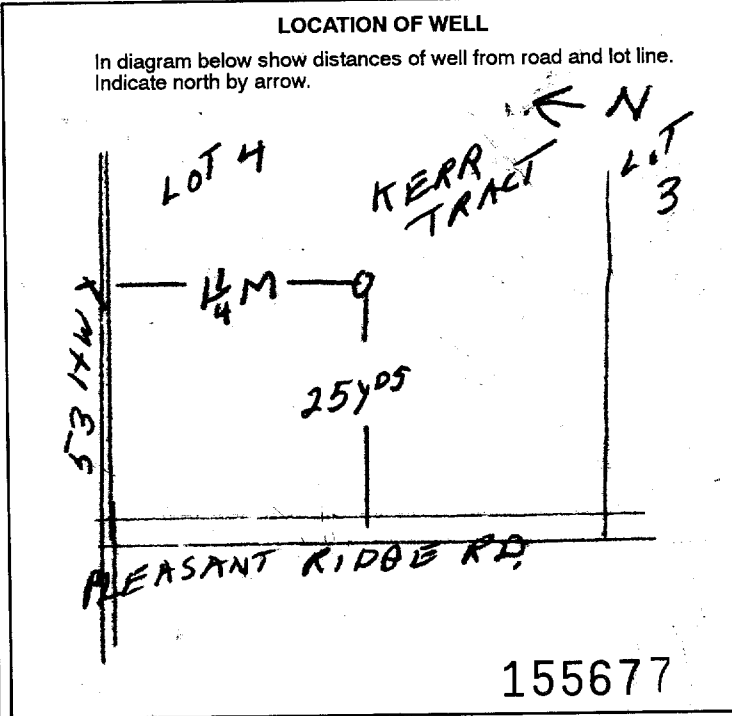 LOCATION OF WELL
In diagram below show distances of well from road and lot line.
Indicate north by arrow.
← N
LOT 4
KERR
TRACT
LOT
3
1 1/4 M
25 YDS
53 HWY
PLEASANT RIDGE RD.
155677